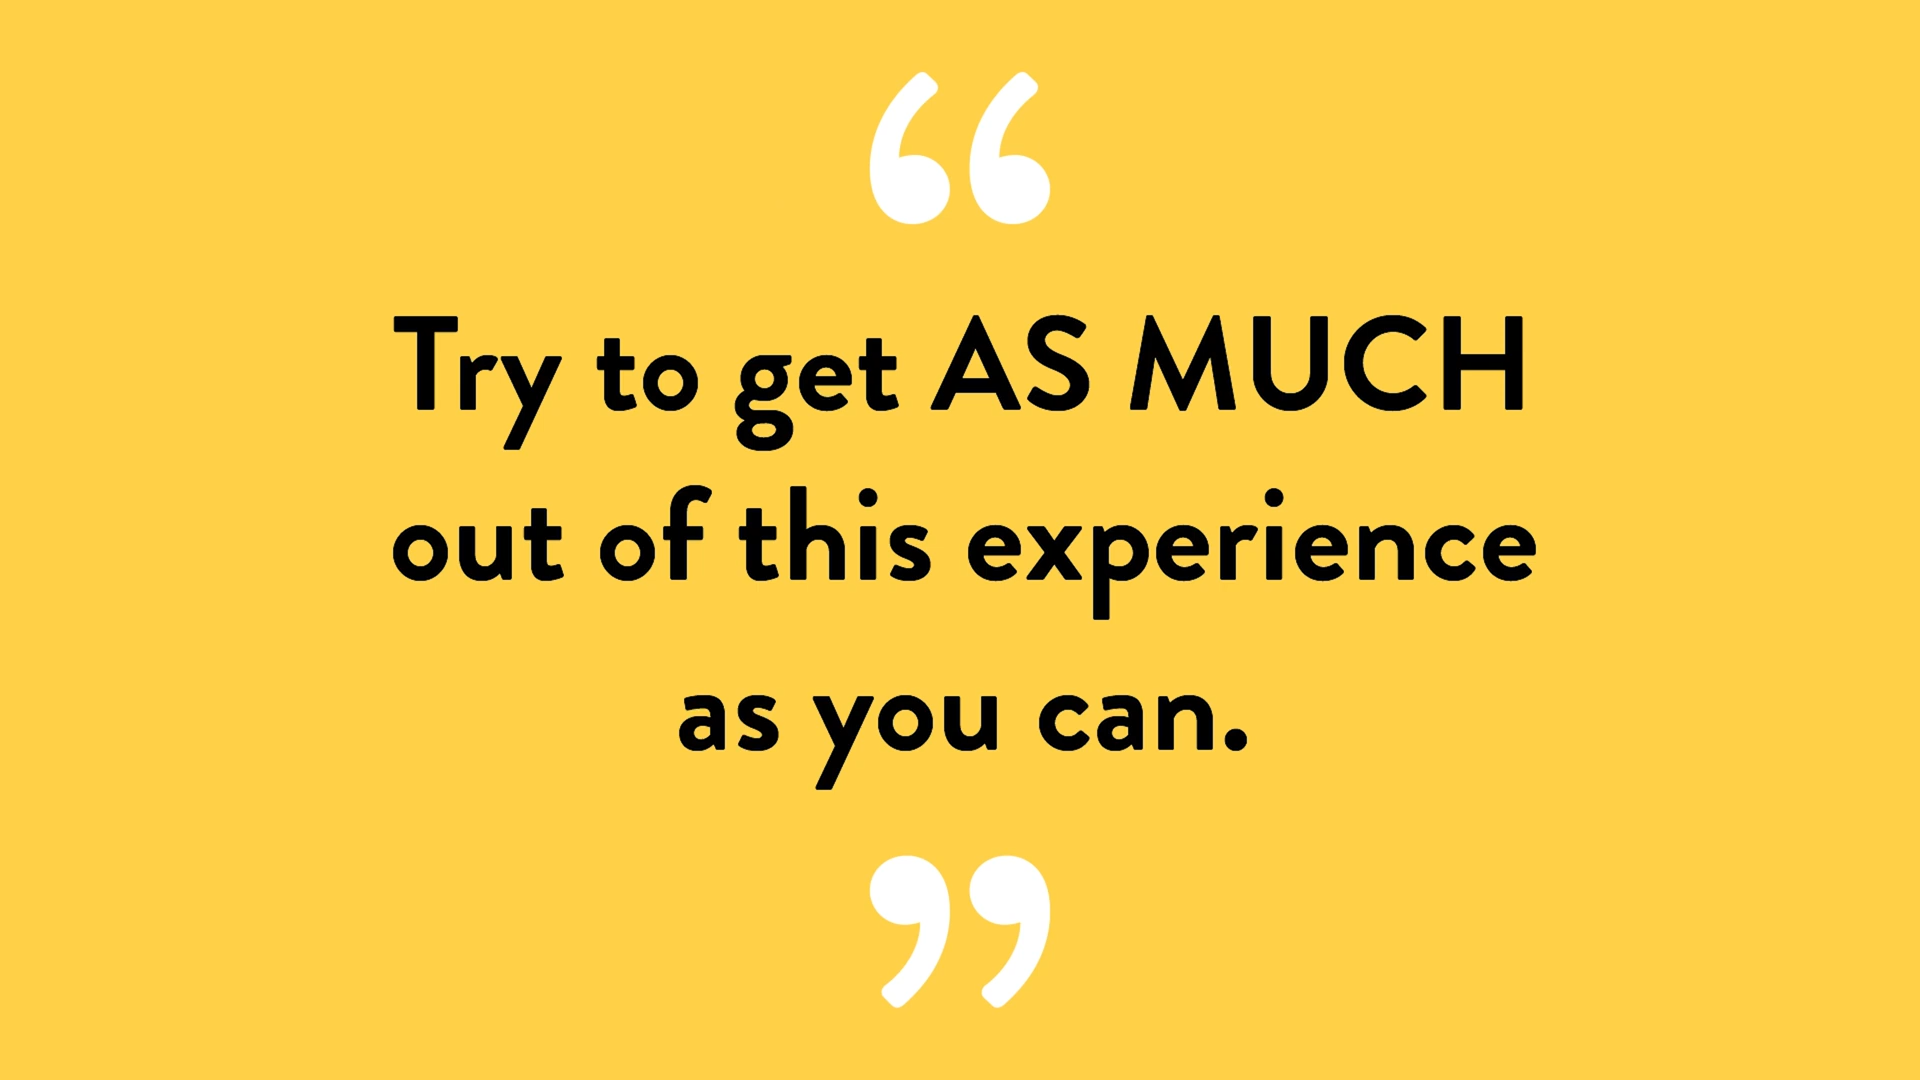 “
Try to get AS MUCH
out of this experience
as you can.
”